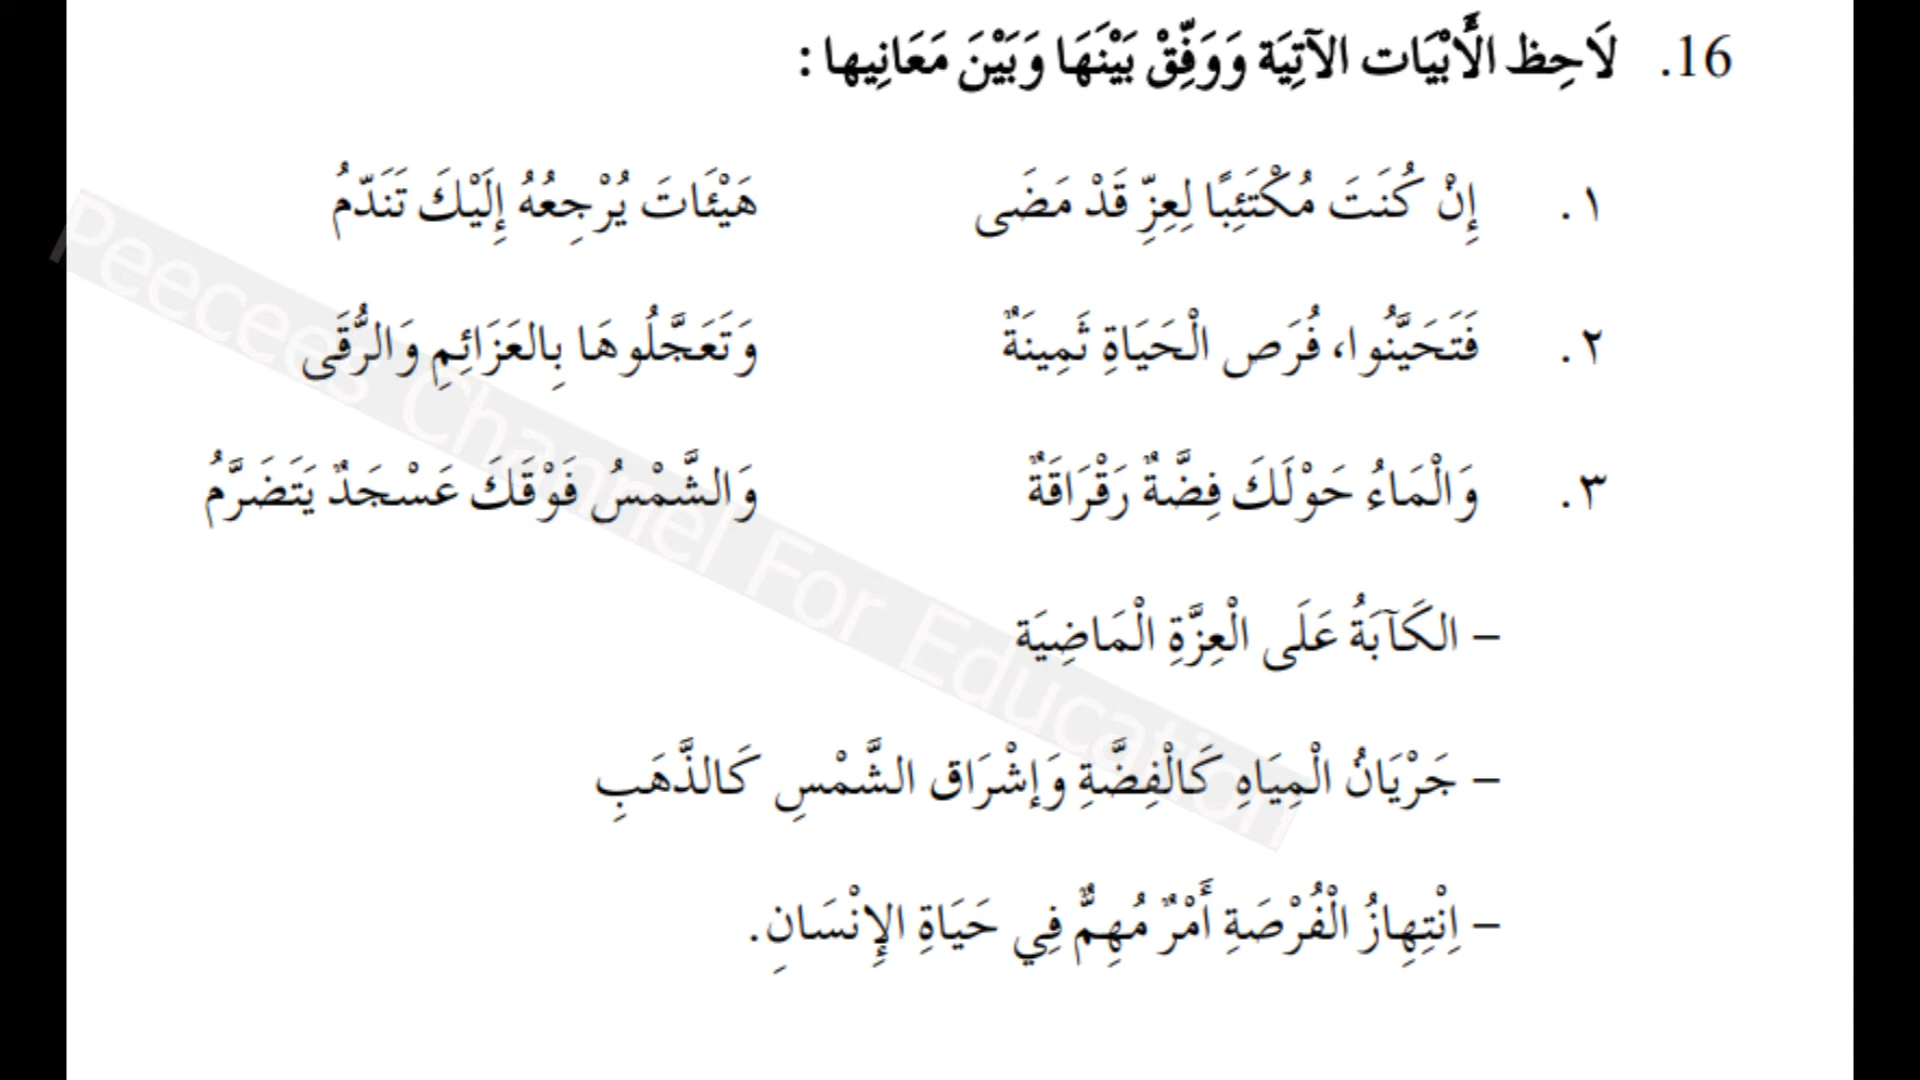 16. لَاحِظ الْأَبْيَات الآتِيَة وَوَفِّقْ بَيْنَهَا وَبَيْنَ مَعَانِيها :
١. إِنْ كُنَتَ مُكْتَئِبًا لِعِزِّ قَدْ مَضَى هَيْئَاتَ يُرْجِعُهُ إِلَيْكَ تَنَدّمُ
٢. فَتَحَيَّنُوا، فُرَص الْحَيَاةِ ثَمِينَةٌ وَتَعَجَّلُوهَا بِالعَزَائِمِ وَالرُّقَى
٣. وَالْمَاءُ حَوْلَكَ فِضَّةٌ رَقْرَاقَةٌ وَالشَّمْسُ فَوْقَكَ عَسْجَدٌ يَتَضَرَّمُ
– الكَآبَةُ عَلَى الْعِزَّةِ الْمَاضِيَة
– جَرْيَانُ الْمِيَاهِ كَالْفِضَّةِ وَإشْرَاق الشَّمْسِ كَالذَّهَبِ
– اِنْتِهِازُ الْفُرْصَةِ أَمْرٌ مُهِمٌّ فِي حَيَاةِ الإِنْسَانِ.
Peecees Channel For Education